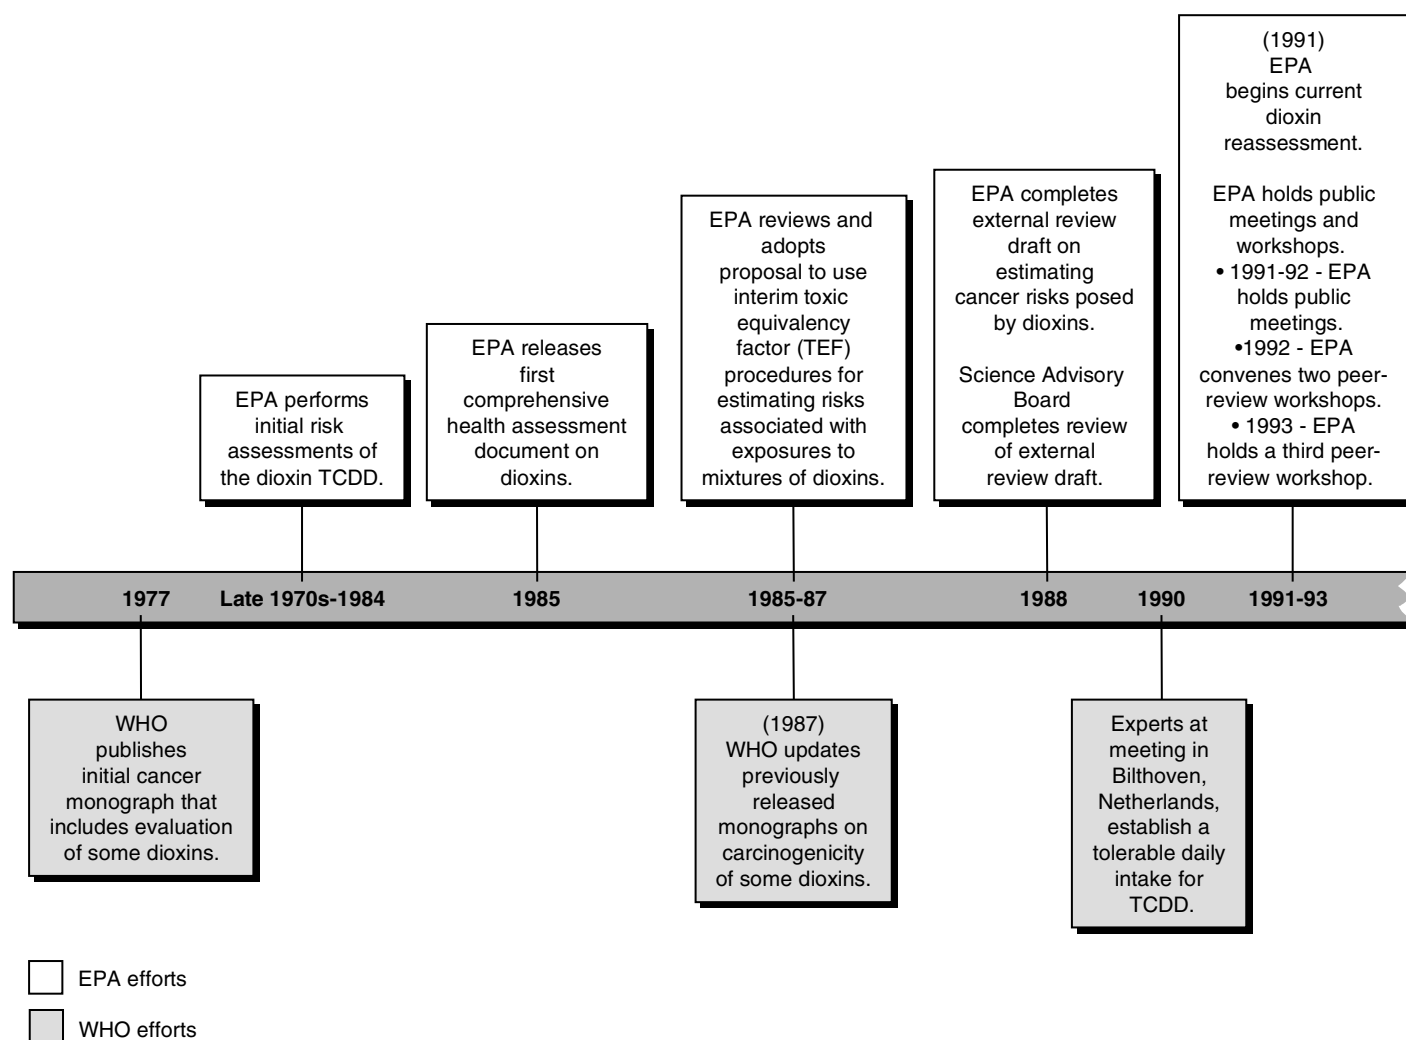 (1991)
EPA
begins current
dioxin
reassessment.
EPA holds public
meetings and
workshops.
• 1991-92 - EPA
holds public
meetings.
•1992 - EPA
convenes two peer-
review workshops.
• 1993 - EPA
holds a third peer-
review workshop.
EPA completes
external review
draft on
estimating
cancer risks posed
by dioxins.
Science Advisory
Board
completes review
of external
review draft.
EPA reviews and
adopts
proposal to use
interim toxic
equivalency
factor (TEF)
procedures for
estimating risks
associated with
exposures to
mixtures of dioxins.
EPA releases
first
comprehensive
health assessment
document on
dioxins.
EPA performs
initial risk
assessments of
the dioxin TCDD.
1977
Late 1970s-1984
1985
1985-87
1988
1990
1991-93
WHO
publishes
initial cancer
monograph that
includes evaluation
of some dioxins.
(1987)
WHO updates
previously
released
monographs on
carcinogenicity
of some dioxins.
Experts at
meeting in
Bilthoven,
Netherlands,
establish a
tolerable daily
intake for
TCDD.
EPA efforts
WHO efforts